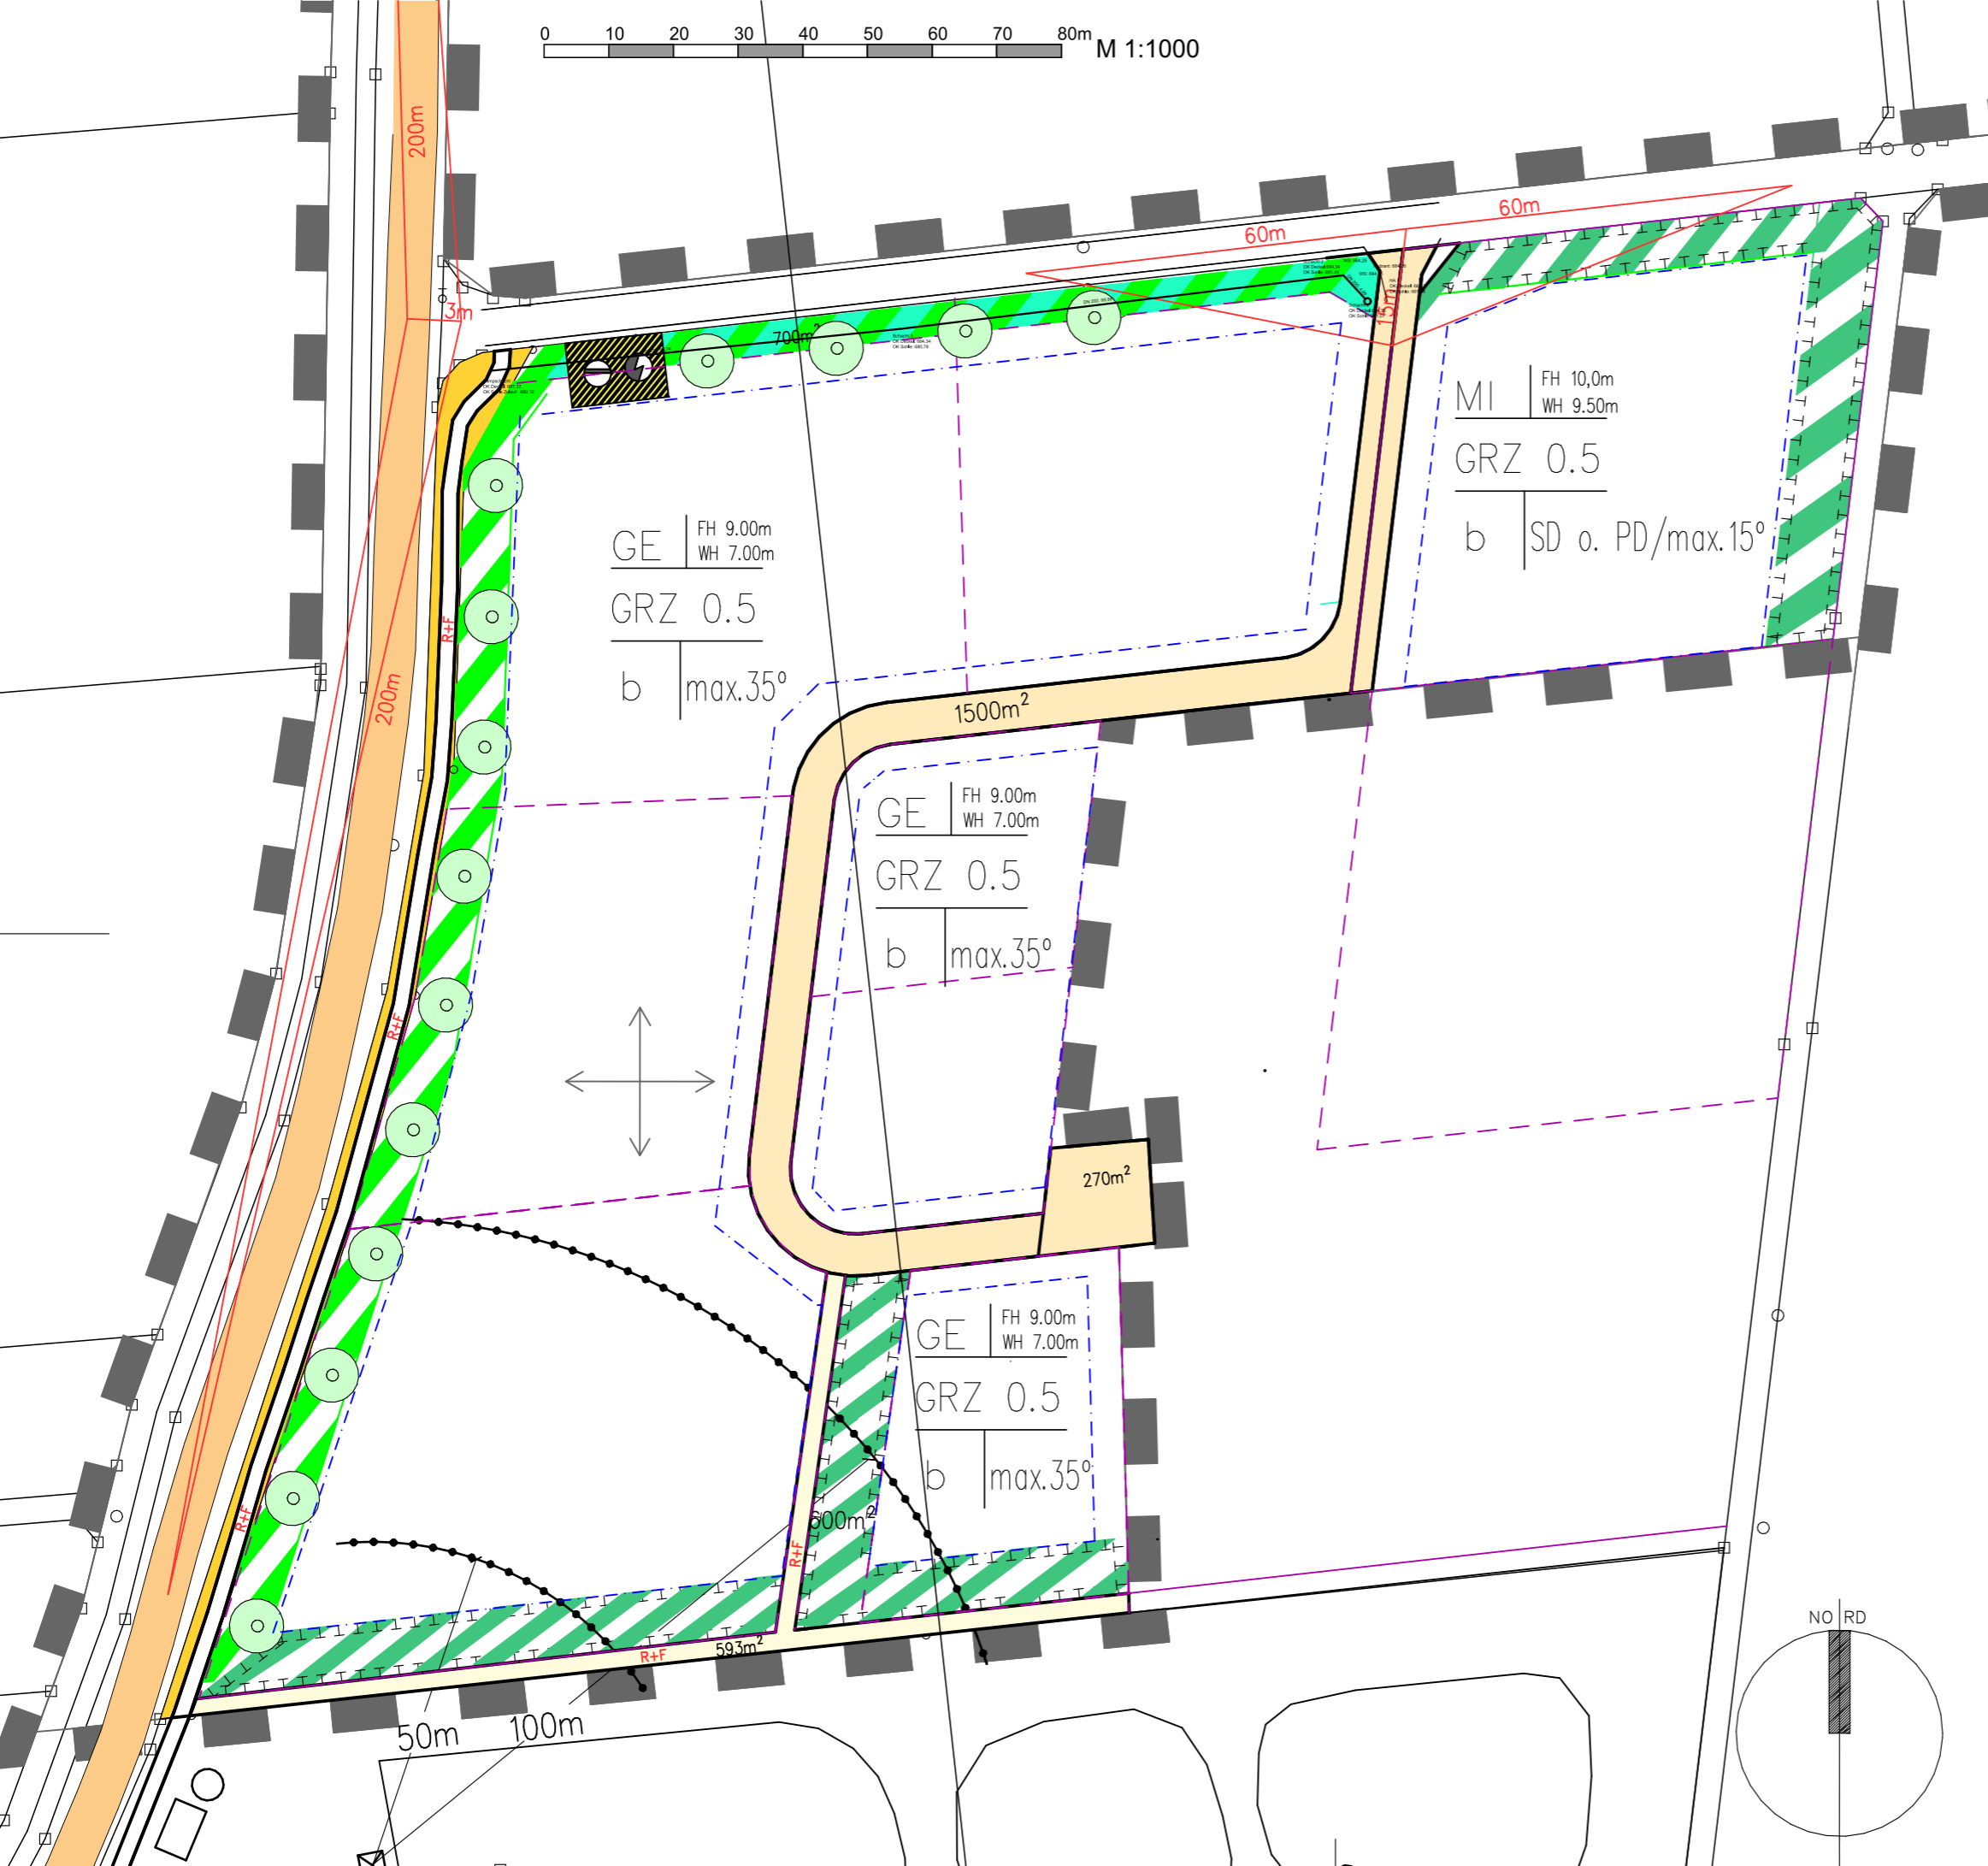 0 10 20 30 40 50 60 70 80m
M 1:1000
200m
60m
60m
3m
15m
700m²
MI
FH 10,0m
WH 9.50m
GRZ 0.5
b
SD o. PD/max.15°
GE
FH 9.00m
WH 7.00m
GRZ 0.5
b
max.35°
R+F
200m
1500m²
GE
FH 9.00m
WH 7.00m
GRZ 0.5
b
max.35°
R+F
270m²
GE
FH 9.00m
WH 7.00m
GRZ 0.5
b
max.35°
R+F
600m²
R+F
R+F
593m²
50m
100m
NO RD